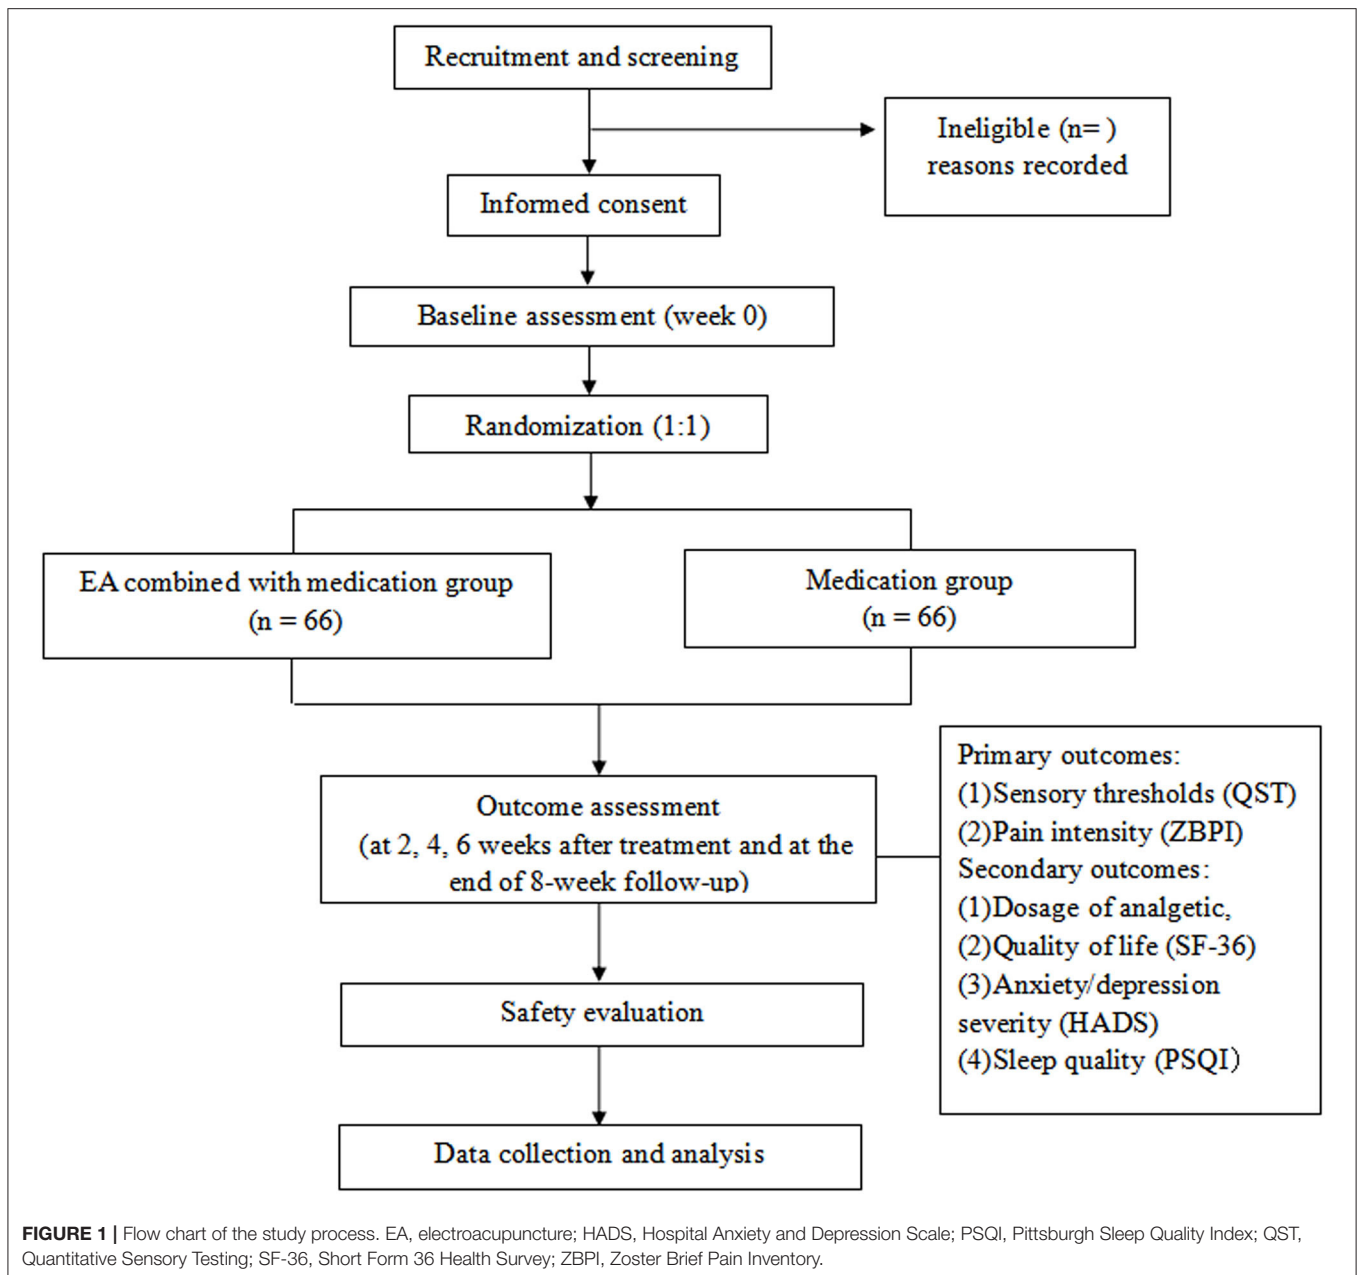 Recruitment and screening
Ineligible (n= )
reasons recorded
Informed consent
Baseline assessment (week 0)
Randomization (1:1)
EA combined with medication group
(n = 66)
Medication group
(n = 66)
Outcome assessment
(at 2, 4, 6 weeks after treatment and at the
end of 8-week follow-up)
Primary outcomes:
(1)Sensory thresholds (QST)
(2)Pain intensity (ZBPI)
Secondary outcomes:
(1)Dosage of analgetic,
(2)Quality of life (SF-36)
(3)Anxiety/depression
severity (HADS)
(4)Sleep quality (PSQI)
Safety evaluation
Data collection and analysis
FIGURE 1 | Flow chart of the study process. EA, electroacupuncture; HADS, Hospital Anxiety and Depression Scale; PSQI, Pittsburgh Sleep Quality Index; QST,
Quantitative Sensory Testing; SF-36, Short Form 36 Health Survey; ZBPI, Zoster Brief Pain Inventory.